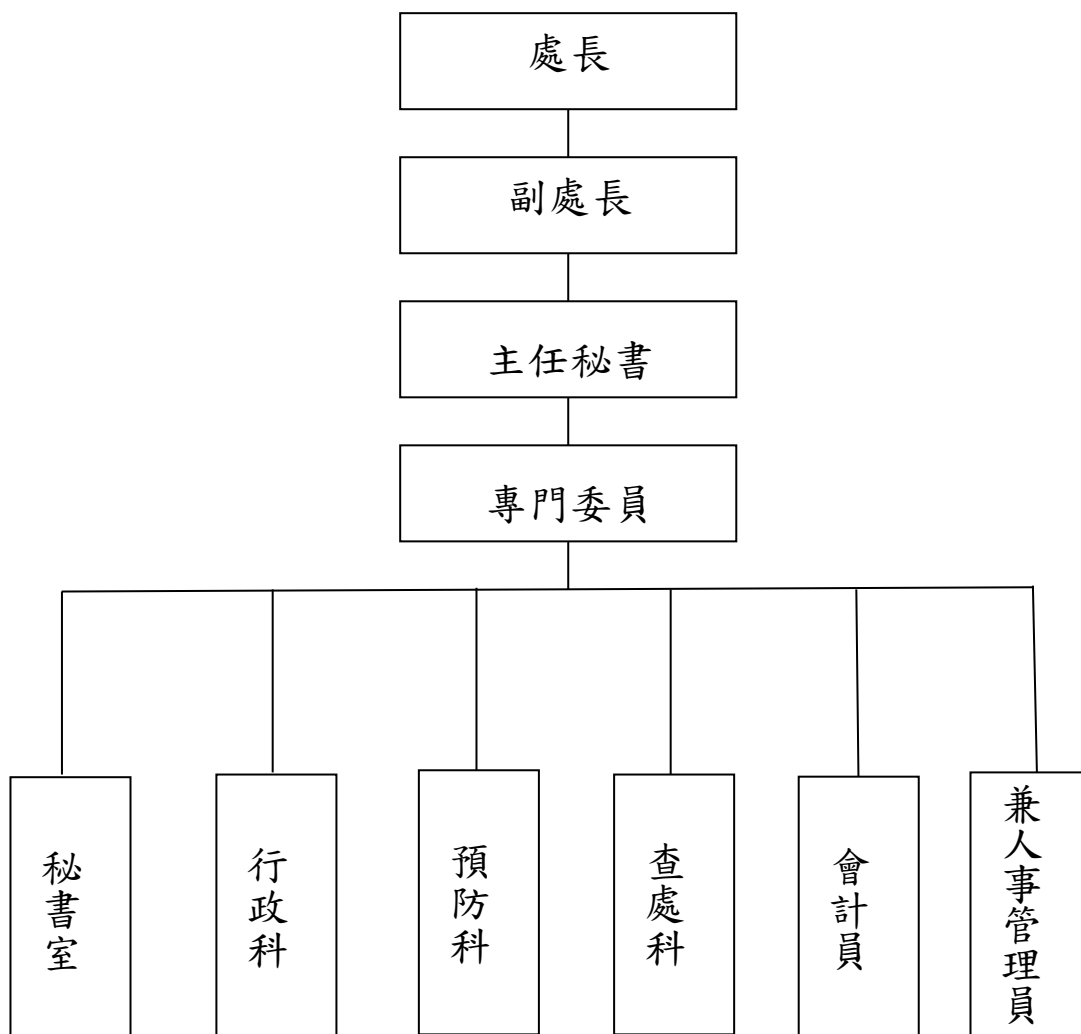 處長
副處長
主任秘書
專門委員
秘書室
行政科
預防科
查處科
會計員
兼人事管理員